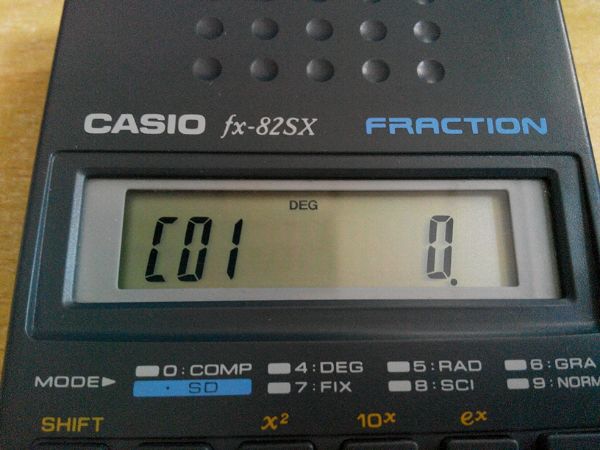 CASIO fx-82SX FRACTION
DEG
[01 0.
MODE▶ 0:COMP 4:DEG 5:RAD 6:GRA
· SD 7:FIX 8:SCI 9:NORM
SHIFT x² 10ˣ eˣ